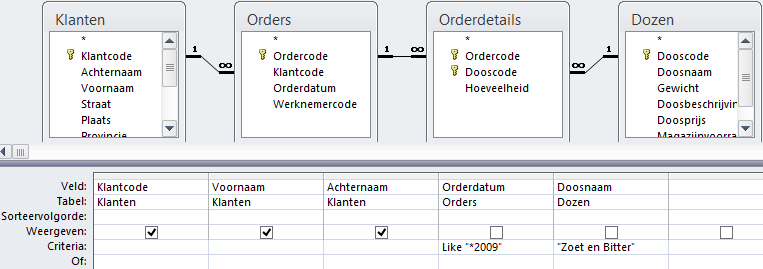 Klanten Orders Orderdetails Dozen
1 ∞ 1 ∞ ∞ 1
*
Klantcode
Achternaam
Voornaam
Straat
Plaats
Provincie
*
Ordercode
Klantcode
Orderdatum
Werknemercode
*
Ordercode
Dooscode
Hoeveelheid
*
Dooscode
Doosnaam
Gewicht
Doosbeschrijvin
Doosprijs
Magazijnvoorra
Veld: Klantcode Voornaam Achternaam Orderdatum Doosnaam
Tabel: Klanten Klanten Klanten Orders Dozen
Sorteervolgorde:
Weergeven:
Criteria: Like "*2009" "Zoet en Bitter"
Of: